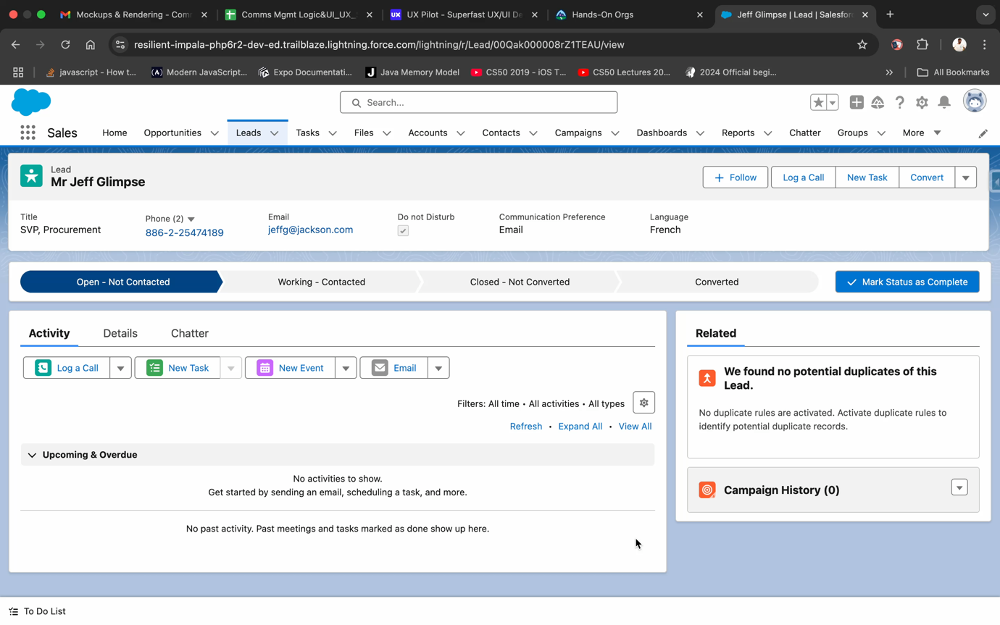 Mockups & Rendering - Com
Comms Mgmt Logic&UI_UX_
UX Pilot - Superfast UX/UI De
Hands-On Orgs
Jeff Glimpse | Lead | Salesfor
resilient-impala-php6r2-dev-ed.trailblaze.lightning.force.com/lightning/r/Lead/00Qak000008rZ1TEAU/view
javascript - How t...
Modern JavaScript...
Expo Documentati...
Java Memory Model
CS50 2019 - iOS T...
CS50 Lectures 20...
2024 Official begi...
All Bookmarks
Search...
Sales
Home
Opportunities
Leads
Tasks
Files
Accounts
Contacts
Campaigns
Dashboards
Reports
Chatter
Groups
More
Lead
Mr Jeff Glimpse
Follow
Log a Call
New Task
Convert
Title
SVP, Procurement
Phone (2)
886-2-25474189
Email
jeffg@jackson.com
Do not Disturb
Communication Preference
Email
Language
French
Open - Not Contacted
Working - Contacted
Closed - Not Converted
Converted
Mark Status as Complete
Activity
Details
Chatter
Log a Call
New Task
New Event
Email
Filters: All time • All activities • All types
Refresh • Expand All • View All
Upcoming & Overdue
No activities to show.
Get started by sending an email, scheduling a task, and more.
No past activity. Past meetings and tasks marked as done show up here.
Related
We found no potential duplicates of this
Lead.
No duplicate rules are activated. Activate duplicate rules to
identify potential duplicate records.
Campaign History (0)
To Do List